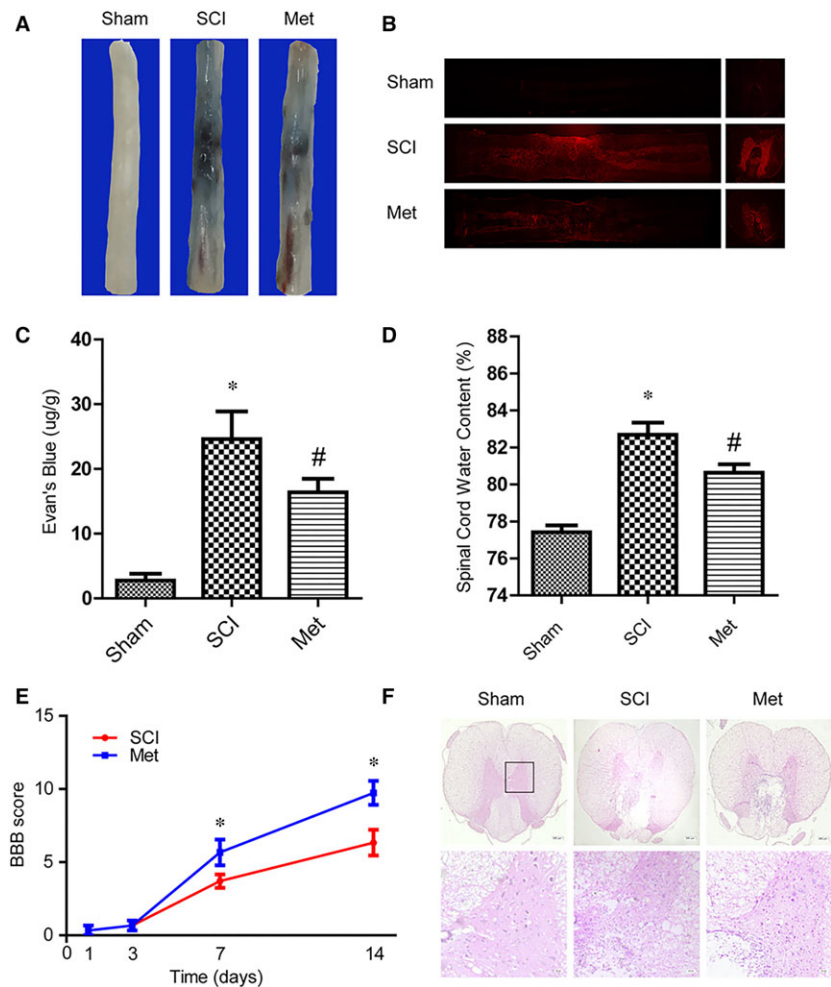 A
Sham SCI Met
B
Sham
SCI
Met
C
Evan's Blue (ug/g)
40
30
20
10
0
*
#
Sham SCI Met
D
Spinal Cord Water Content (%)
88
86
84
82
80
78
76
74
*
#
Sham SCI Met
E
BBB score
15
10
5
0
SCI
Met
*
*
0 1 3 7 14
Time (days)
F
Sham SCI Met